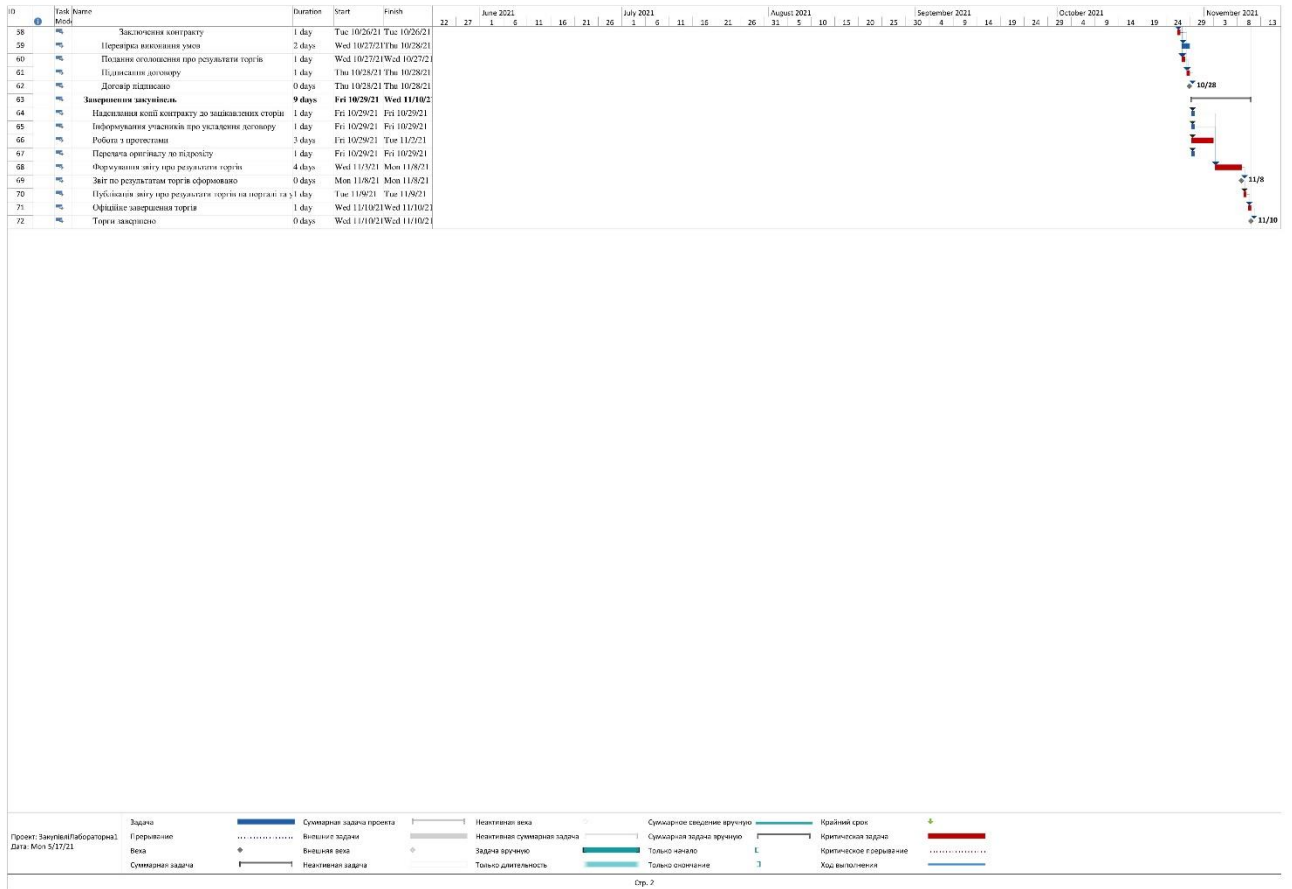 ID Task Mode Name Duration Start Finish June 2021 July 2021 August 2021 September 2021 October 2021 November 2021
22 27 1 6 11 16 21 26 1 6 11 16 21 26 31 5 10 15 20 25 30 4 9 14 19 24 29 4 9 14 19 24 29 3 8 13
58 Заключення контракту 1 day Tue 10/26/21 Tue 10/26/21
59 Перевірка виконання умов 2 days Wed 10/27/21 Thu 10/28/21
60 Подання оголошення про результати торгів 1 day Wed 10/27/21 Wed 10/27/21
61 Підписання договору 1 day Thu 10/28/21 Thu 10/28/21
62 Договір підписано 0 days Thu 10/28/21 Thu 10/28/21 10/28
63 Завершення закупівель 9 days Fri 10/29/21 Wed 11/10/2
64 Надсилання копії контракту до зацікавлених сторін 1 day Fri 10/29/21 Fri 10/29/21
65 Інформування учасників про укладення договору 1 day Fri 10/29/21 Fri 10/29/21
66 Робота з протестами 3 days Fri 10/29/21 Tue 11/2/21
67 Передача оригіналу до підрозілу 1 day Fri 10/29/21 Fri 10/29/21
68 Формування звіту про результати торгів 4 days Wed 11/3/21 Mon 11/8/21
69 Звіт по результатам торгів сформовано 0 days Mon 11/8/21 Mon 11/8/21 11/8
70 Публікація звіту про результати торгів на порталі та у 1 day Tue 11/9/21 Tue 11/9/21
71 Офіційне завершення торгів 1 day Wed 11/10/21 Wed 11/10/21
72 Торги завершено 0 days Wed 11/10/21 Wed 11/10/21 11/10
Проект: ЗакупівліЛабораторна1
Дата: Mon 5/17/21
Задача Суммарная задача проекта Неактивная веха Суммарное сведение вручную Крайний срок
Прерывание Внешние задачи Неактивная суммарная задача Суммарная задача вручную Критическая задача
Веха Внешняя веха Задача вручную Только начало Критическое прерывание
Суммарная задача Неактивная задача Только длительность Только окончание Ход выполнения
Стр. 2